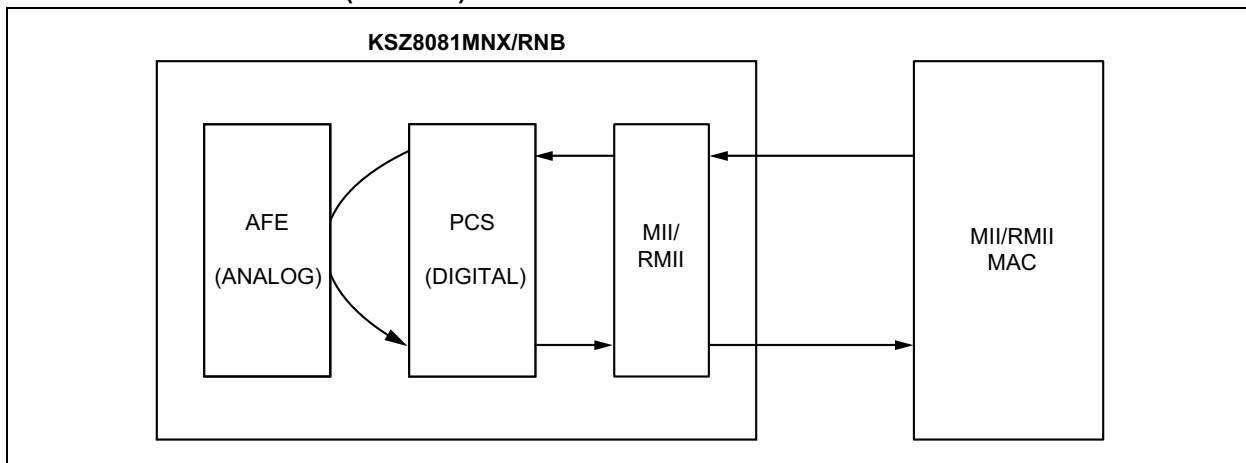 KSZ8081MNX/RNB
AFE
(ANALOG)
PCS
(DIGITAL)
MII/
RMII
MII/RMII
MAC